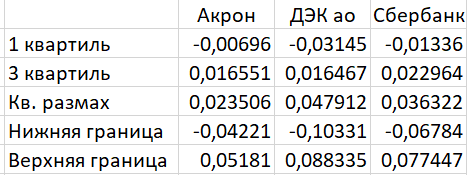 Акрон ДЭК ао Сбербанк
1 квартиль -0,00696 -0,03145 -0,01336
3 квартиль 0,016551 0,016467 0,022964
Кв. размах 0,023506 0,047912 0,036322
Нижняя граница -0,04221 -0,10331 -0,06784
Верхняя граница 0,05181 0,088335 0,077447